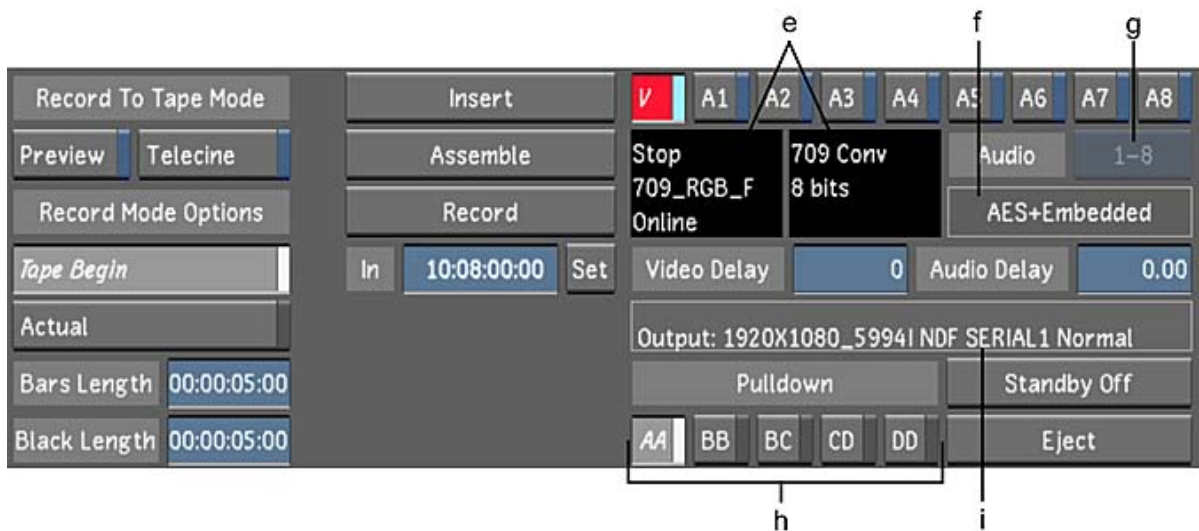 e f g
Record To Tape Mode Insert V A1 A2 A3 A4 A5 A6 A7 A8
Preview Telecine Assemble Stop 709 Conv Audio 1-8
709_RGB_F 8 bits
Record Mode Options Record Online AES+Embedded
Tape Begin In 10:08:00:00 Set Video Delay 0 Audio Delay 0.00
Actual Output: 1920X1080_5994I NDF SERIAL1 Normal
Bars Length 00:00:05:00 Pulldown Standby Off
Black Length 00:00:05:00 AA BB BC CD DD Eject
h i